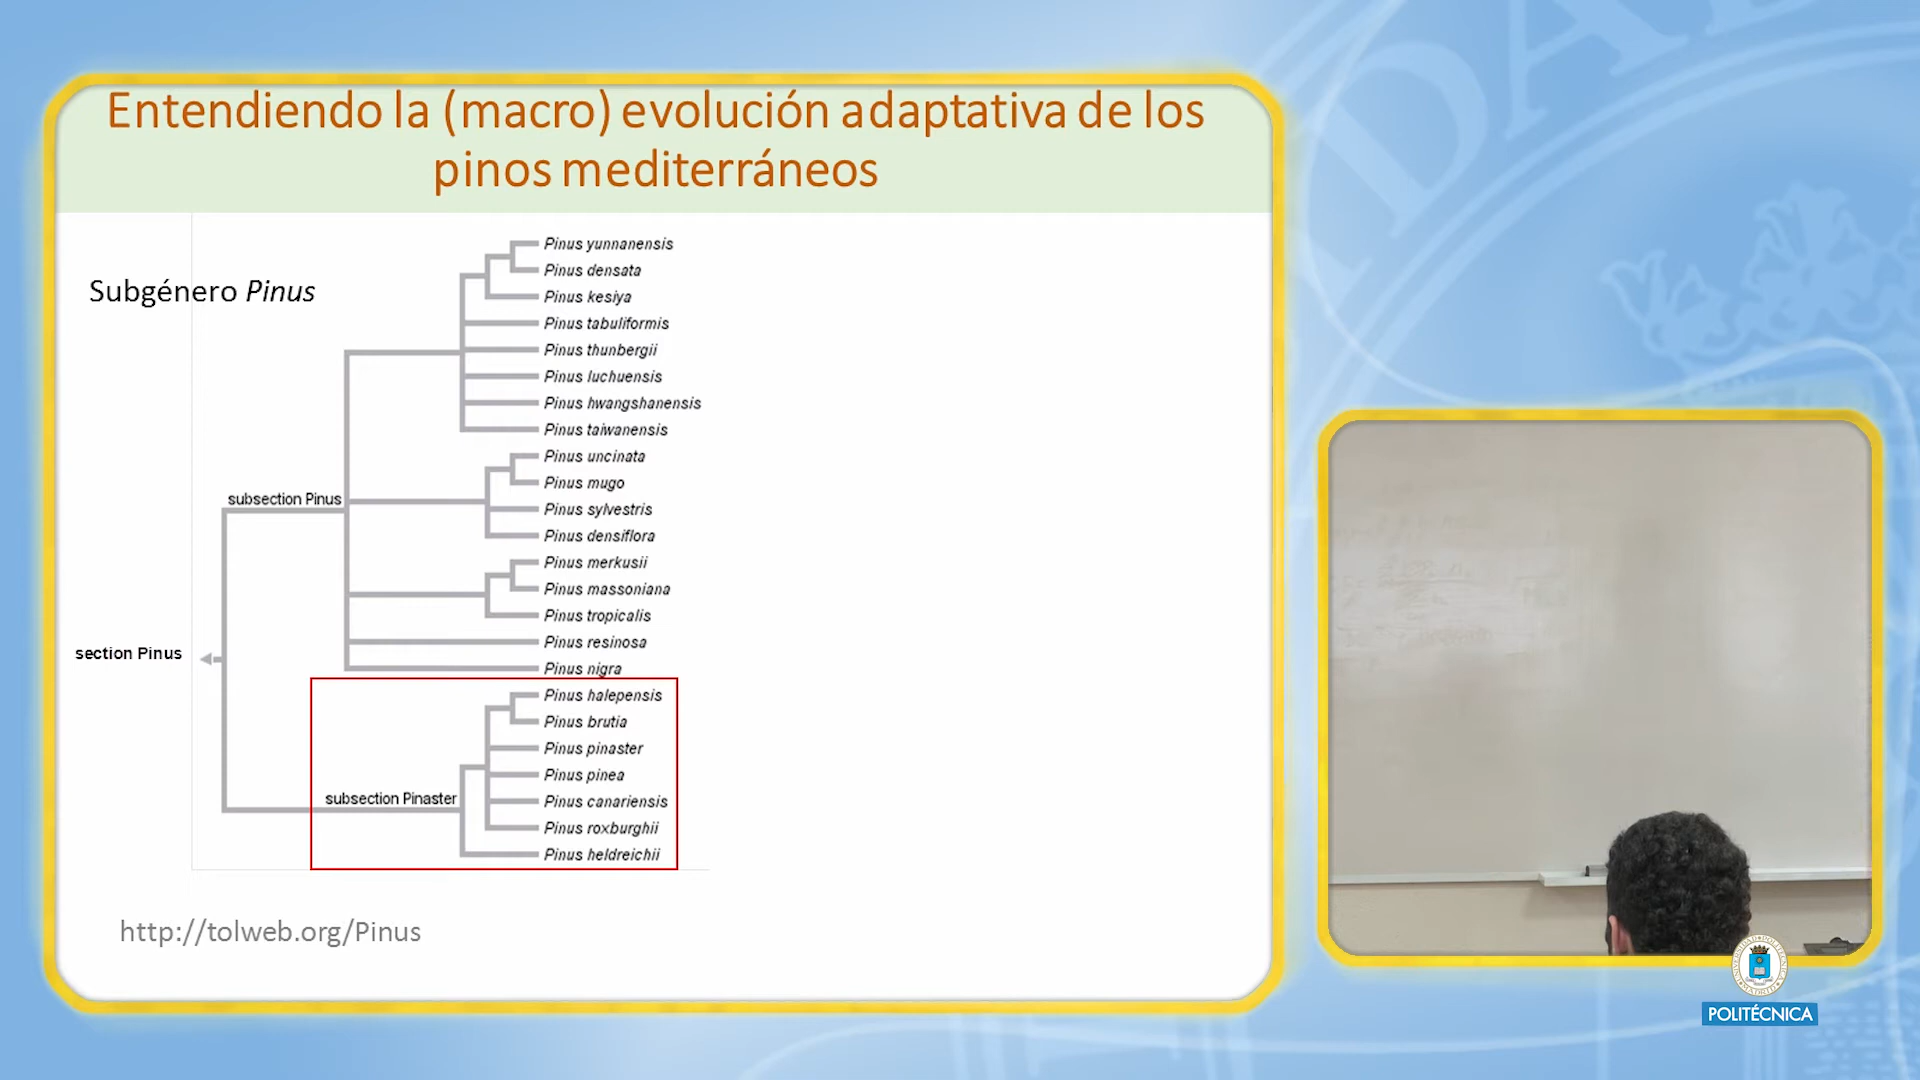 Entendiendo la (macro) evolución adaptativa de los
pinos mediterráneos
Subgénero Pinus
Pinus yunnanensis
Pinus densata
Pinus kesiya
Pinus tabuliformis
Pinus thunbergii
Pinus luchuensis
Pinus hwangshanensis
Pinus taiwanensis
Pinus uncinata
Pinus mugo
subsection Pinus
Pinus sylvestris
Pinus densiflora
Pinus merkusii
Pinus massoniana
Pinus tropicalis
Pinus resinosa
section Pinus
Pinus nigra
Pinus halepensis
Pinus brutia
Pinus pinaster
Pinus pinea
subsection Pinaster
Pinus canariensis
Pinus roxburghii
Pinus heldreichii
http://tolweb.org/Pinus
POLITÉCNICA